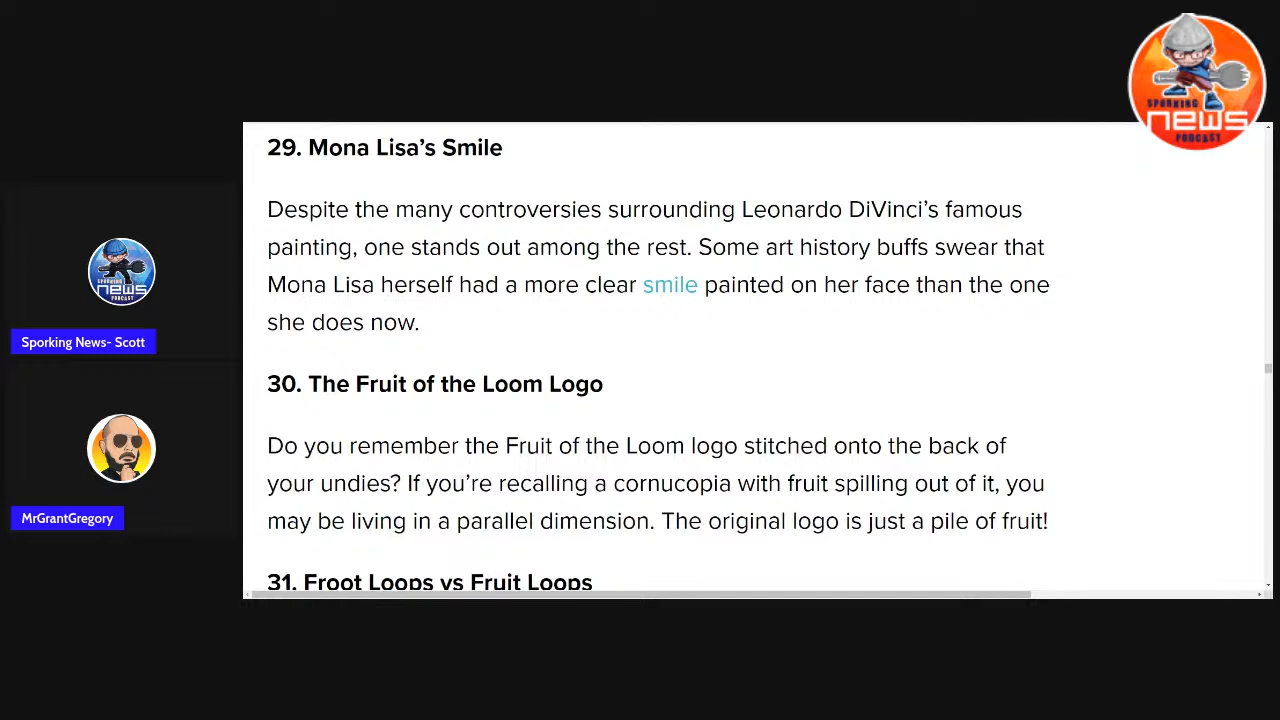 SPORKING
NEWS
PODCAST
29. Mona Lisa’s Smile
Despite the many controversies surrounding Leonardo DiVinci’s famous
painting, one stands out among the rest. Some art history buffs swear that
Mona Lisa herself had a more clear smile painted on her face than the one
she does now.
30. The Fruit of the Loom Logo
Do you remember the Fruit of the Loom logo stitched onto the back of
your undies? If you’re recalling a cornucopia with fruit spilling out of it, you
may be living in a parallel dimension. The original logo is just a pile of fruit!
31. Froot Loops vs Fruit Loops
SPORKING
NEWS
PODCAST
Sporking News- Scott
MrGrantGregory